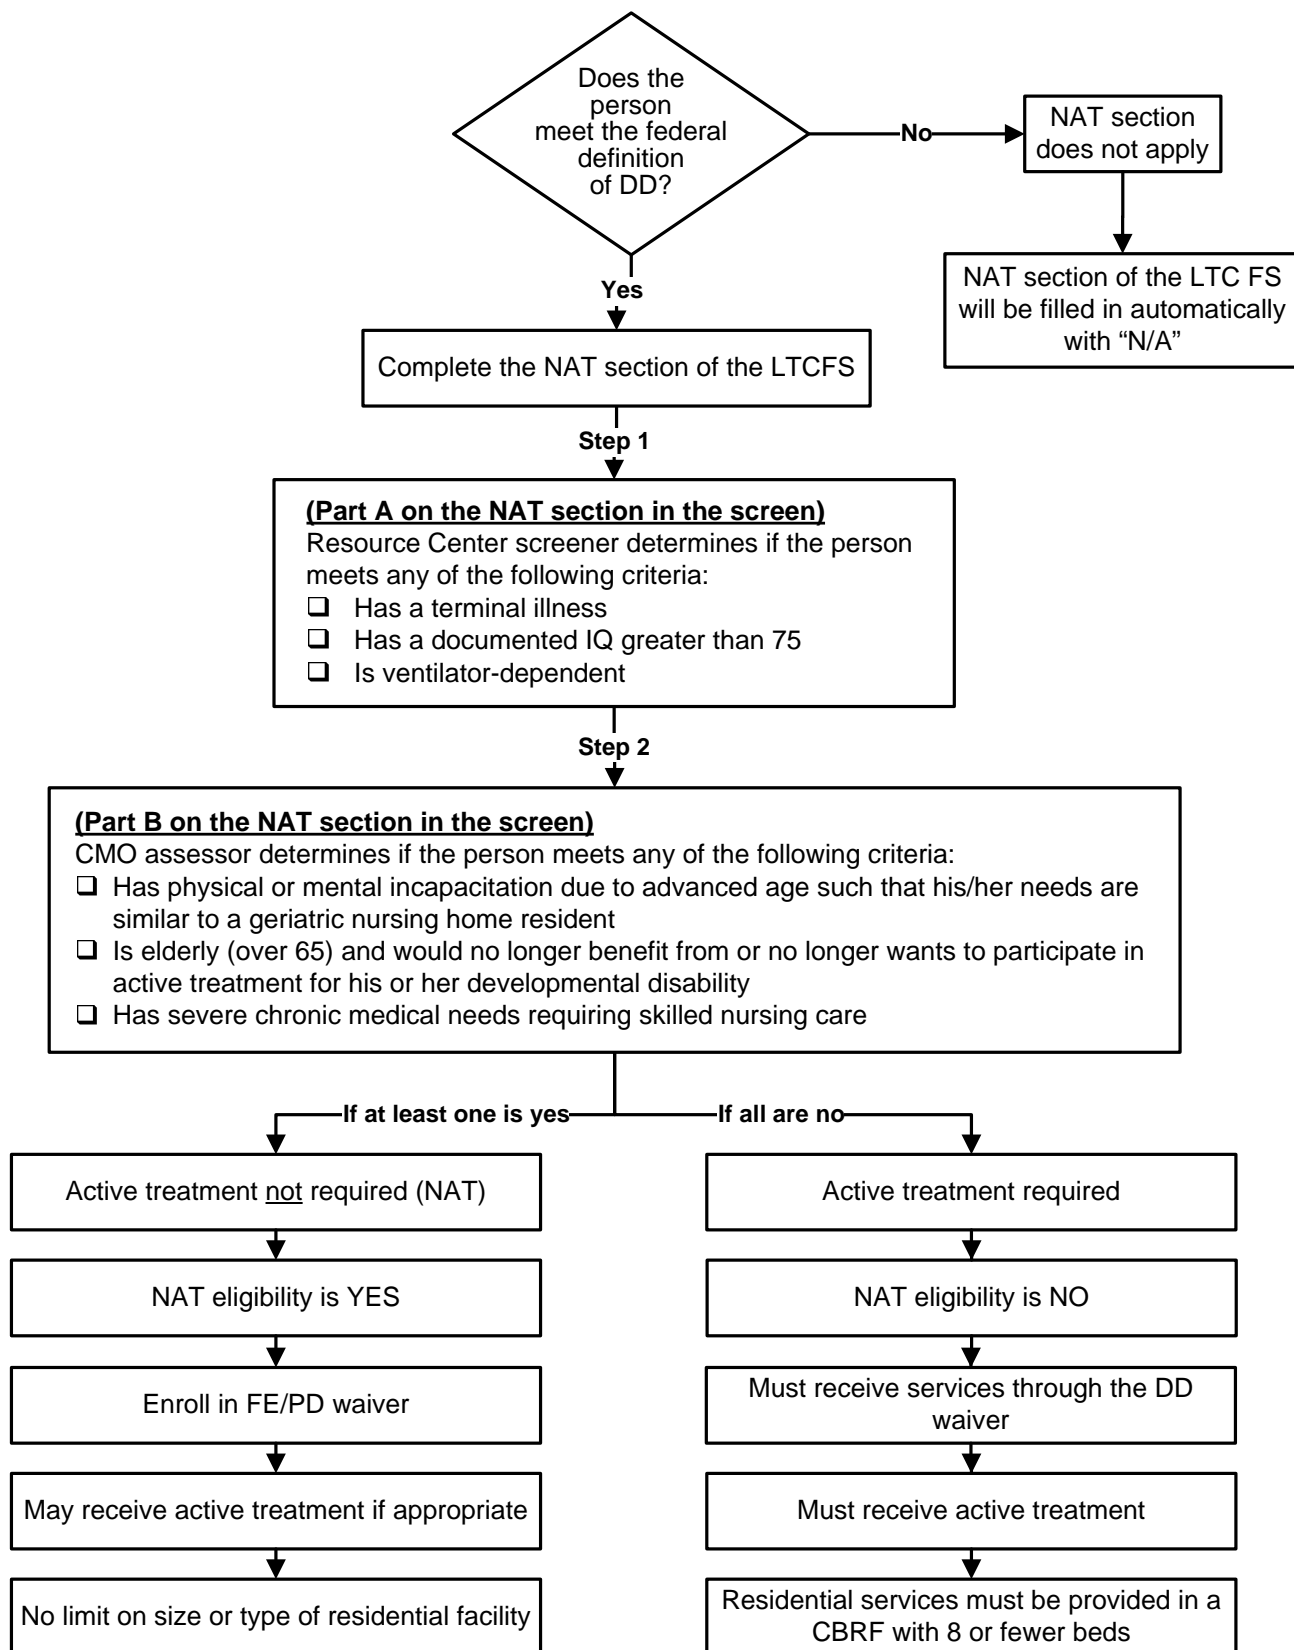 Does the
person
meet the federal
definition
of DD?
No
NAT section
does not apply
NAT section of the LTC FS
will be filled in automatically
with “N/A”
Yes
Complete the NAT section of the LTCFS
Step 1
(Part A on the NAT section in the screen)
Resource Center screener determines if the person
meets any of the following criteria:
❑ Has a terminal illness
❑ Has a documented IQ greater than 75
❑ Is ventilator-dependent
Step 2
(Part B on the NAT section in the screen)
CMO assessor determines if the person meets any of the following criteria:
❑ Has physical or mental incapacitation due to advanced age such that his/her needs are
similar to a geriatric nursing home resident
❑ Is elderly (over 65) and would no longer benefit from or no longer wants to participate in
active treatment for his or her developmental disability
❑ Has severe chronic medical needs requiring skilled nursing care
If at least one is yes
If all are no
Active treatment not required (NAT)
NAT eligibility is YES
Enroll in FE/PD waiver
May receive active treatment if appropriate
No limit on size or type of residential facility
Active treatment required
NAT eligibility is NO
Must receive services through the DD
waiver
Must receive active treatment
Residential services must be provided in a
CBRF with 8 or fewer beds